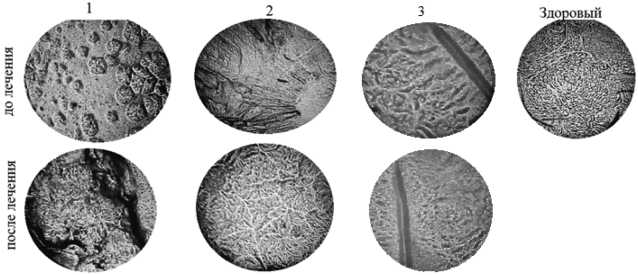 1 2 3 Здоровый
до лечения
после лечения